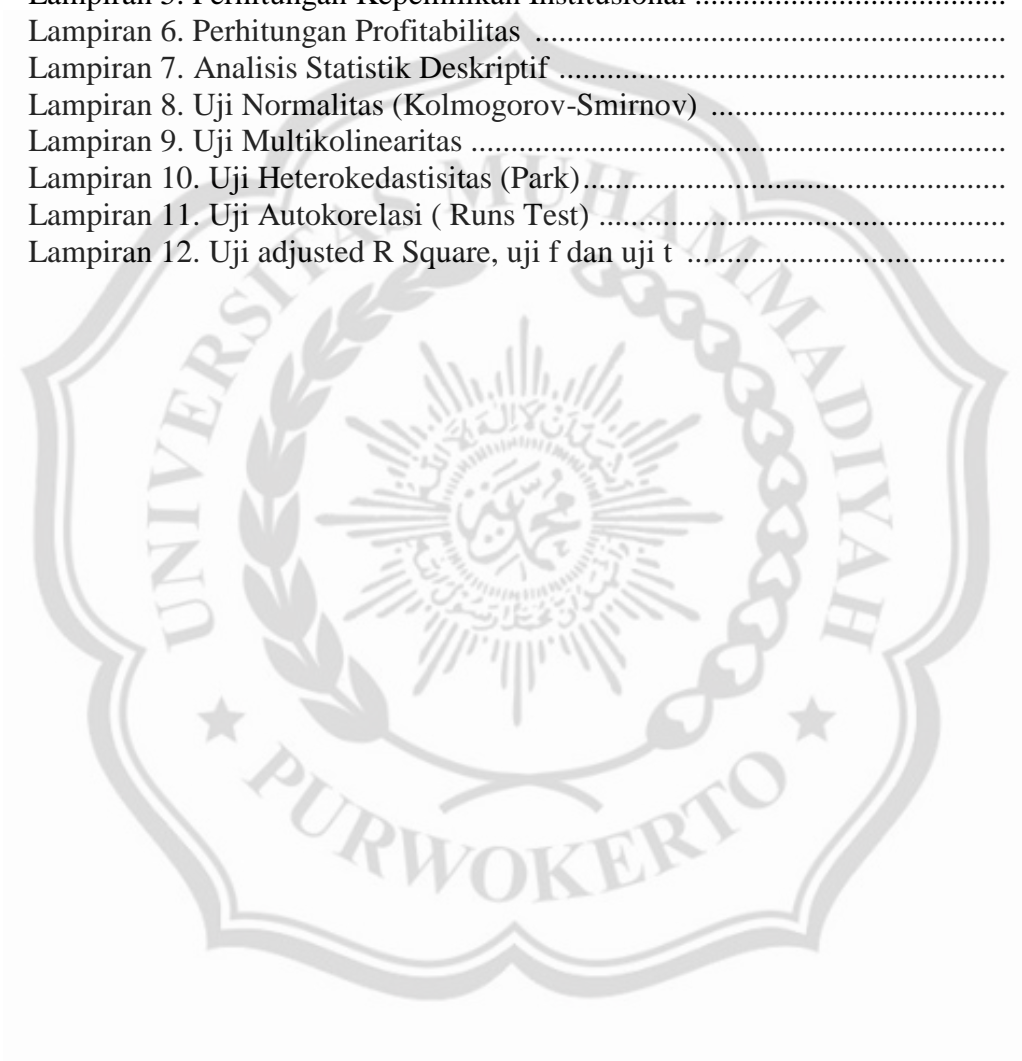 Lampiran 5. Perhitungan Kepemilikan Institusional ........................................
Lampiran 6. Perhitungan Profitabilitas ............................................................
Lampiran 7. Analisis Statistik Deskriptif .........................................................
Lampiran 8. Uji Normalitas (Kolmogorov-Smirnov) .....................................
Lampiran 9. Uji Multikolinearitas ....................................................................
Lampiran 10. Uji Heterokedastisitas (Park)......................................................
Lampiran 11. Uji Autokorelasi ( Runs Test) ....................................................
Lampiran 12. Uji adjusted R Square, uji f dan uji t ........................................
UNIVERSITAS MUHAMMADIYAH
PURWOKERTO